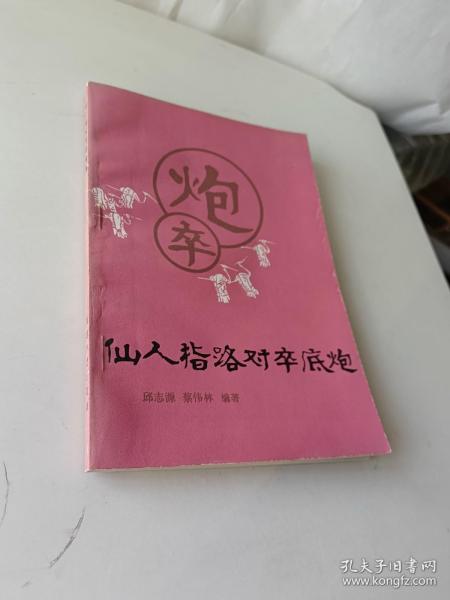 炮
卒
仙人指路对卒底炮
邱志源 蔡伟林 编著
孔夫子旧书网
www.kongfz.com